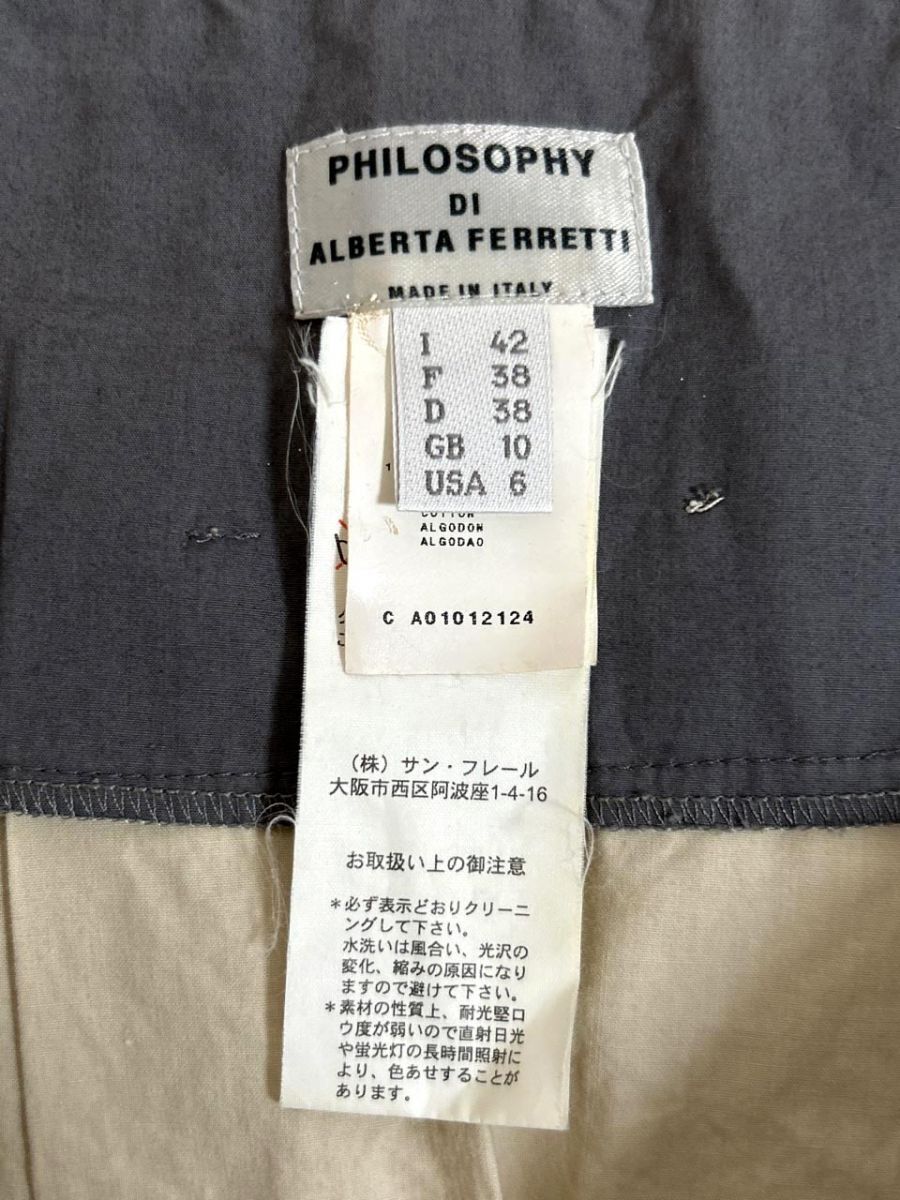 PHILOSOPHY
DI
ALBERTA FERRETTI
MADE IN ITALY
I 42
F 38
D 38
GB 10
USA 6
COTTON
ALGODON
ALGODAO
C A01012124
（株）サン・フレール
大阪市西区阿波座1-4-16
お取扱い上の御注意
＊必ず表示どおりクリーニ
ングして下さい。
水洗いは風合い、光沢の
変化、縮みの原因になり
ますので避けて下さい。
＊素材の性質上、耐光堅ロ
ウ度が弱いので直射日光
や蛍光灯の長時間照射に
より、色あせすることが
あります。